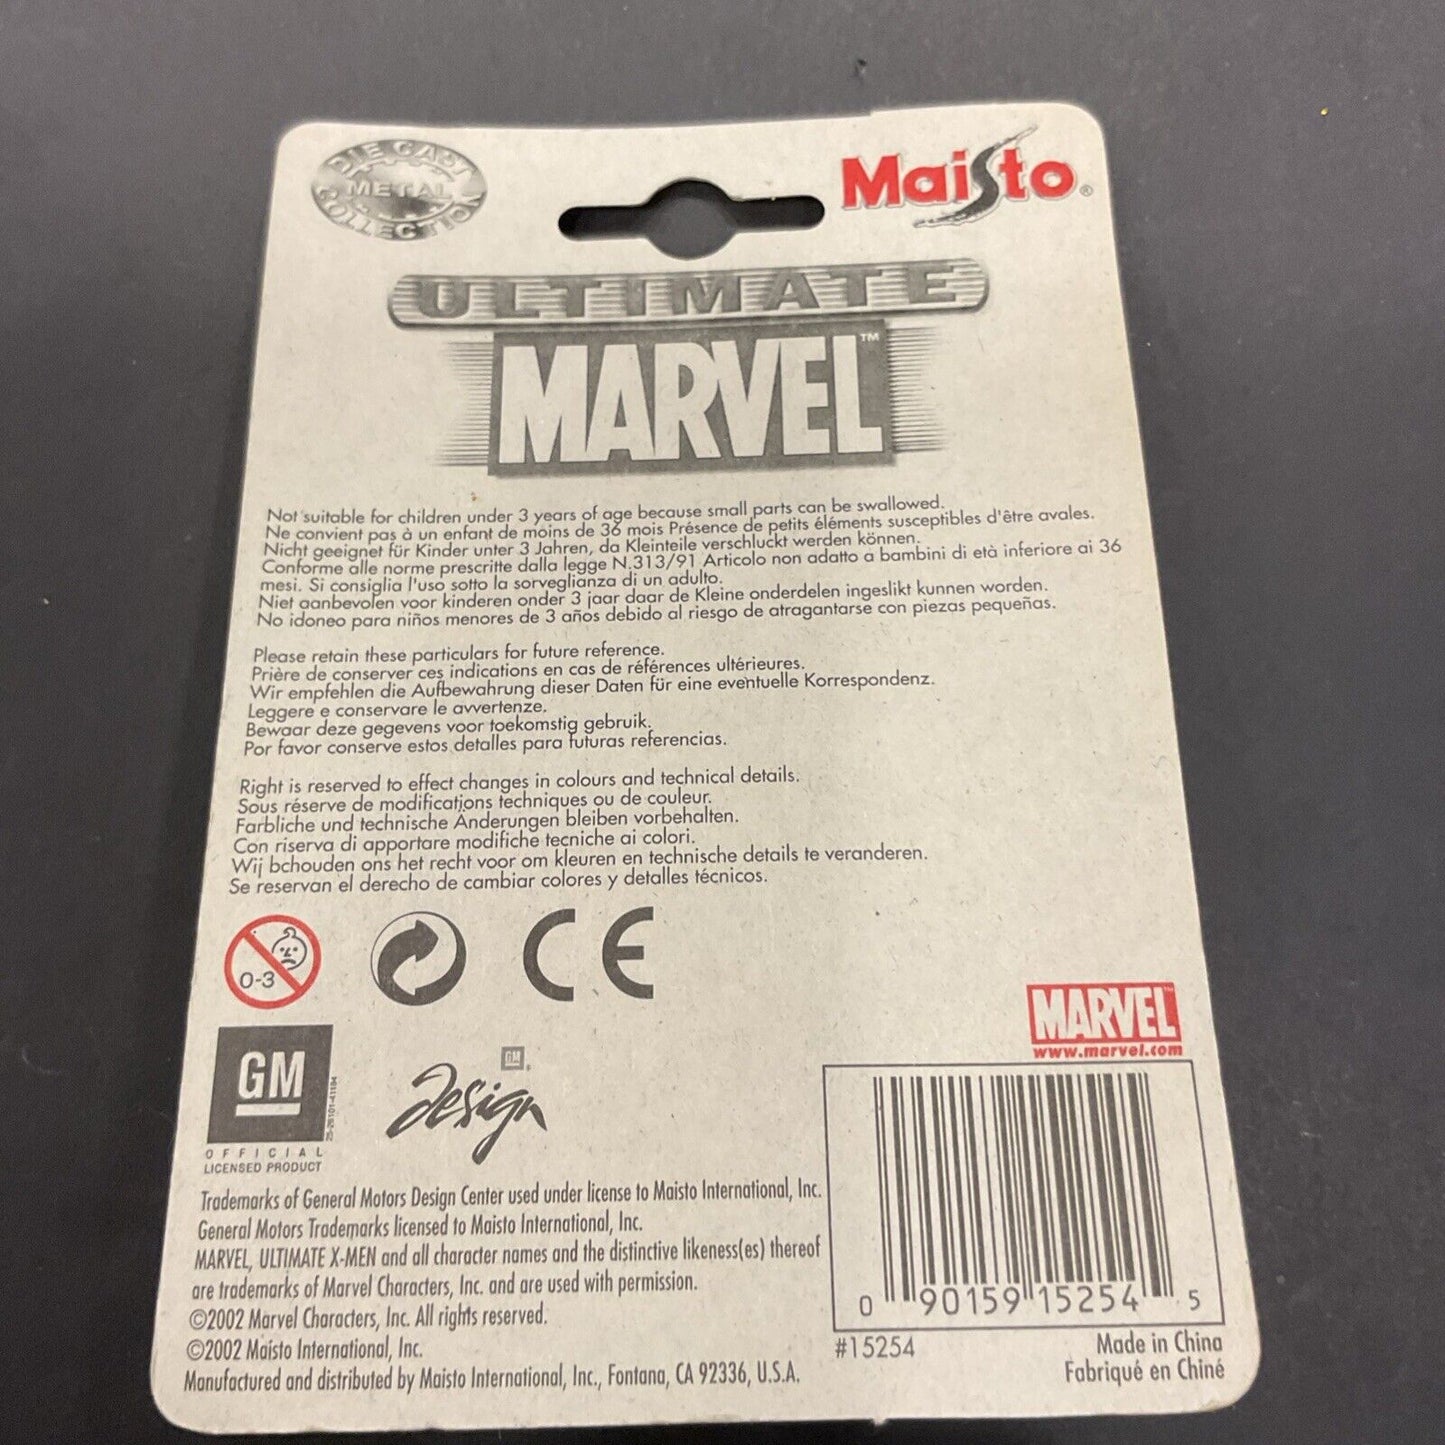 DIE CAST
METAL
COLLECTION
Maisto®
ULTIMATE
MARVEL™
Not suitable for children under 3 years of age because small parts can be swallowed.
Ne convient pas à un enfant de moins de 36 mois Présence de petits éléments susceptibles d'être avales.
Nicht geeignet für Kinder unter 3 Jahren, da Kleinteile verschluckt werden können.
Conforme alle norme prescritte dalla legge N.313/91 Articolo non adatto a bambini di età inferiore ai 36
mesi. Si consiglia l'uso sotto la sorveglianza di un adulto.
Niet aanbevolen voor kinderen onder 3 jaar daar de Kleine onderdelen ingeslikt kunnen worden.
No idoneo para niños menores de 3 años debido al riesgo de atragantarse con piezas pequeñas.
Please retain these particulars for future reference.
Prière de conserver ces indications en cas de références ultérieures.
Wir empfehlen die Aufbewahrung dieser Daten für eine eventuelle Korrespondenz.
Leggere e conservare le avvertenze.
Bewaar deze gegevens voor toekomstig gebruik.
Por favor conserve estos detalles para futuras referencias.
Right is reserved to effect changes in colours and technical details.
Sous réserve de modifications techniques ou de couleur.
Farbliche und technische Änderungen bleiben vorbehalten.
Con riserva di apportare modifiche tecniche ai colori.
Wij bchouden ons het recht voor om kleuren en technische details te veranderen.
Se reservan el derecho de cambiar colores y detalles técnicos.
0-3
CE
MARVEL™
www.marvel.com
GM
25-26101-41194
OFFICIAL
LICENSED PRODUCT
GM®
Design
Trademarks of General Motors Design Center used under license to Maisto International, Inc.
General Motors Trademarks licensed to Maisto International, Inc.
MARVEL, ULTIMATE X-MEN and all character names and the distinctive likeness(es) thereof
are trademarks of Marvel Characters, Inc. and are used with permission.
©2002 Marvel Characters, Inc. All rights reserved.
©2002 Maisto International, Inc.
Manufactured and distributed by Maisto International, Inc., Fontana, CA 92336, U.S.A.
0 90159 15254 5
#15254
Made in China
Fabriqué en Chiné